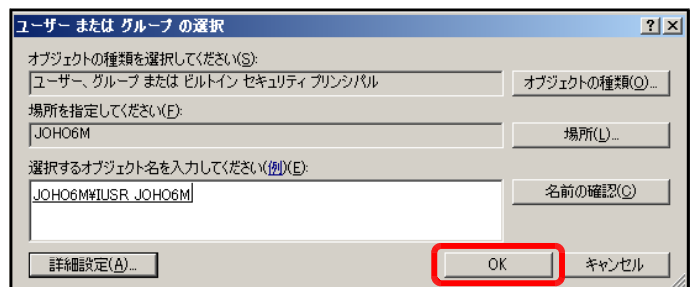 ユーザー または グループ の選択
オブジェクトの種類を選択してください(S):
ユーザー、グループ または ビルトイン セキュリティ プリンシパル
オブジェクトの種類(O)...
場所を指定してください(F):
JOHO6M
場所(L)...
選択するオブジェクト名を入力してください(例)(E):
JOHO6M¥IUSR_JOHO6M
名前の確認(C)
詳細設定(A)...
OK
キャンセル